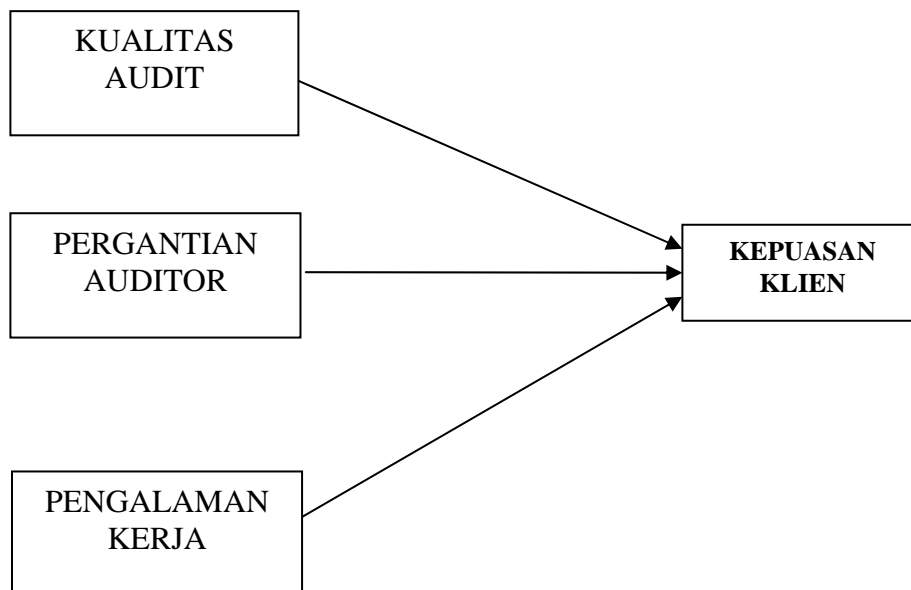 KUALITAS
AUDIT
PERGANTIAN
AUDITOR
KEPUASAN
KLIEN
PENGALAMAN
KERJA